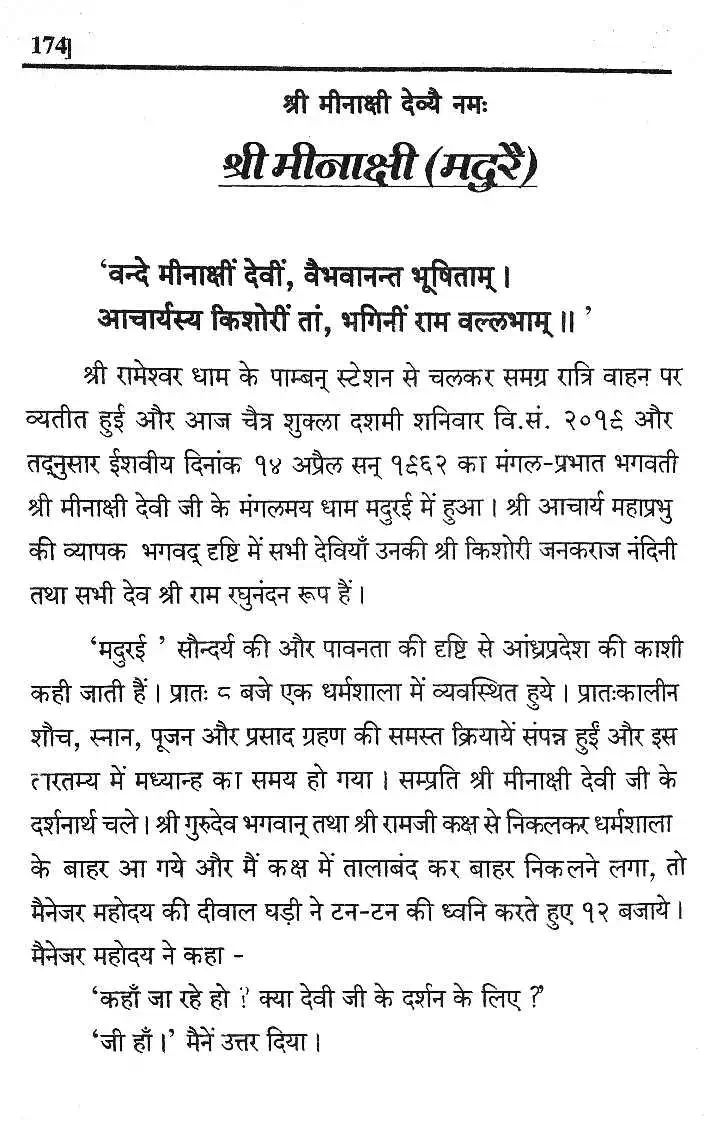 174]
श्री मीनाक्षी देव्यै नमः
श्री मीनाक्षी (मदुरै)
‘वन्दे मीनाक्षीं देवीं, वैभवानन्त भूषिताम् ।
आचार्यस्य किशोरीं तां, भगिनीं राम वल्लभाम् ॥ ’
श्री रामेश्वर धाम के पाम्बन् स्टेशन से चलकर समग्र रात्रि वाहन पर
व्यतीत हुई और आज चैत्र शुक्ला दशमी शनिवार वि.सं. २०१९ और
तद्नुसार ईशवीय दिनांक १४ अप्रैल सन् १९६२ का मंगल-प्रभात भगवती
श्री मीनाक्षी देवी जी के मंगलमय धाम मदुरई में हुआ । श्री आचार्य महाप्रभु
की व्यापक भगवद् दृष्टि में सभी देवियाँ उनकी श्री किशोरी जनकराज नंदिनी
तथा सभी देव श्री राम रघुनंदन रूप हैं ।
‘मदुरई ’ सौन्दर्य की और पावनता की दृष्टि से आंध्रप्रदेश की काशी
कही जाती हैं । प्रातः ८ बजे एक धर्मशाला में व्यवस्थित हुये । प्रातःकालीन
शौच, स्नान, पूजन और प्रसाद ग्रहण की समस्त क्रियायें संपन्न हुईं और इस
तारतम्य में मध्यान्ह का समय हो गया । सम्प्रति श्री मीनाक्षी देवी जी के
दर्शनार्थ चले । श्री गुरुदेव भगवान् तथा श्री रामजी कक्ष से निकलकर धर्मशाला
के बाहर आ गये और मैं कक्ष में तालाबंद कर बाहर निकलने लगा, तो
मैनेजर महोदय की दीवाल घड़ी ने टन-टन की ध्वनि करते हुए १२ बजाये ।
मैनेजर महोदय ने कहा -
‘कहाँ जा रहे हो ? क्या देवी जी के दर्शन के लिए ?’
‘जी हाँ ।’ मैनें उत्तर दिया ।